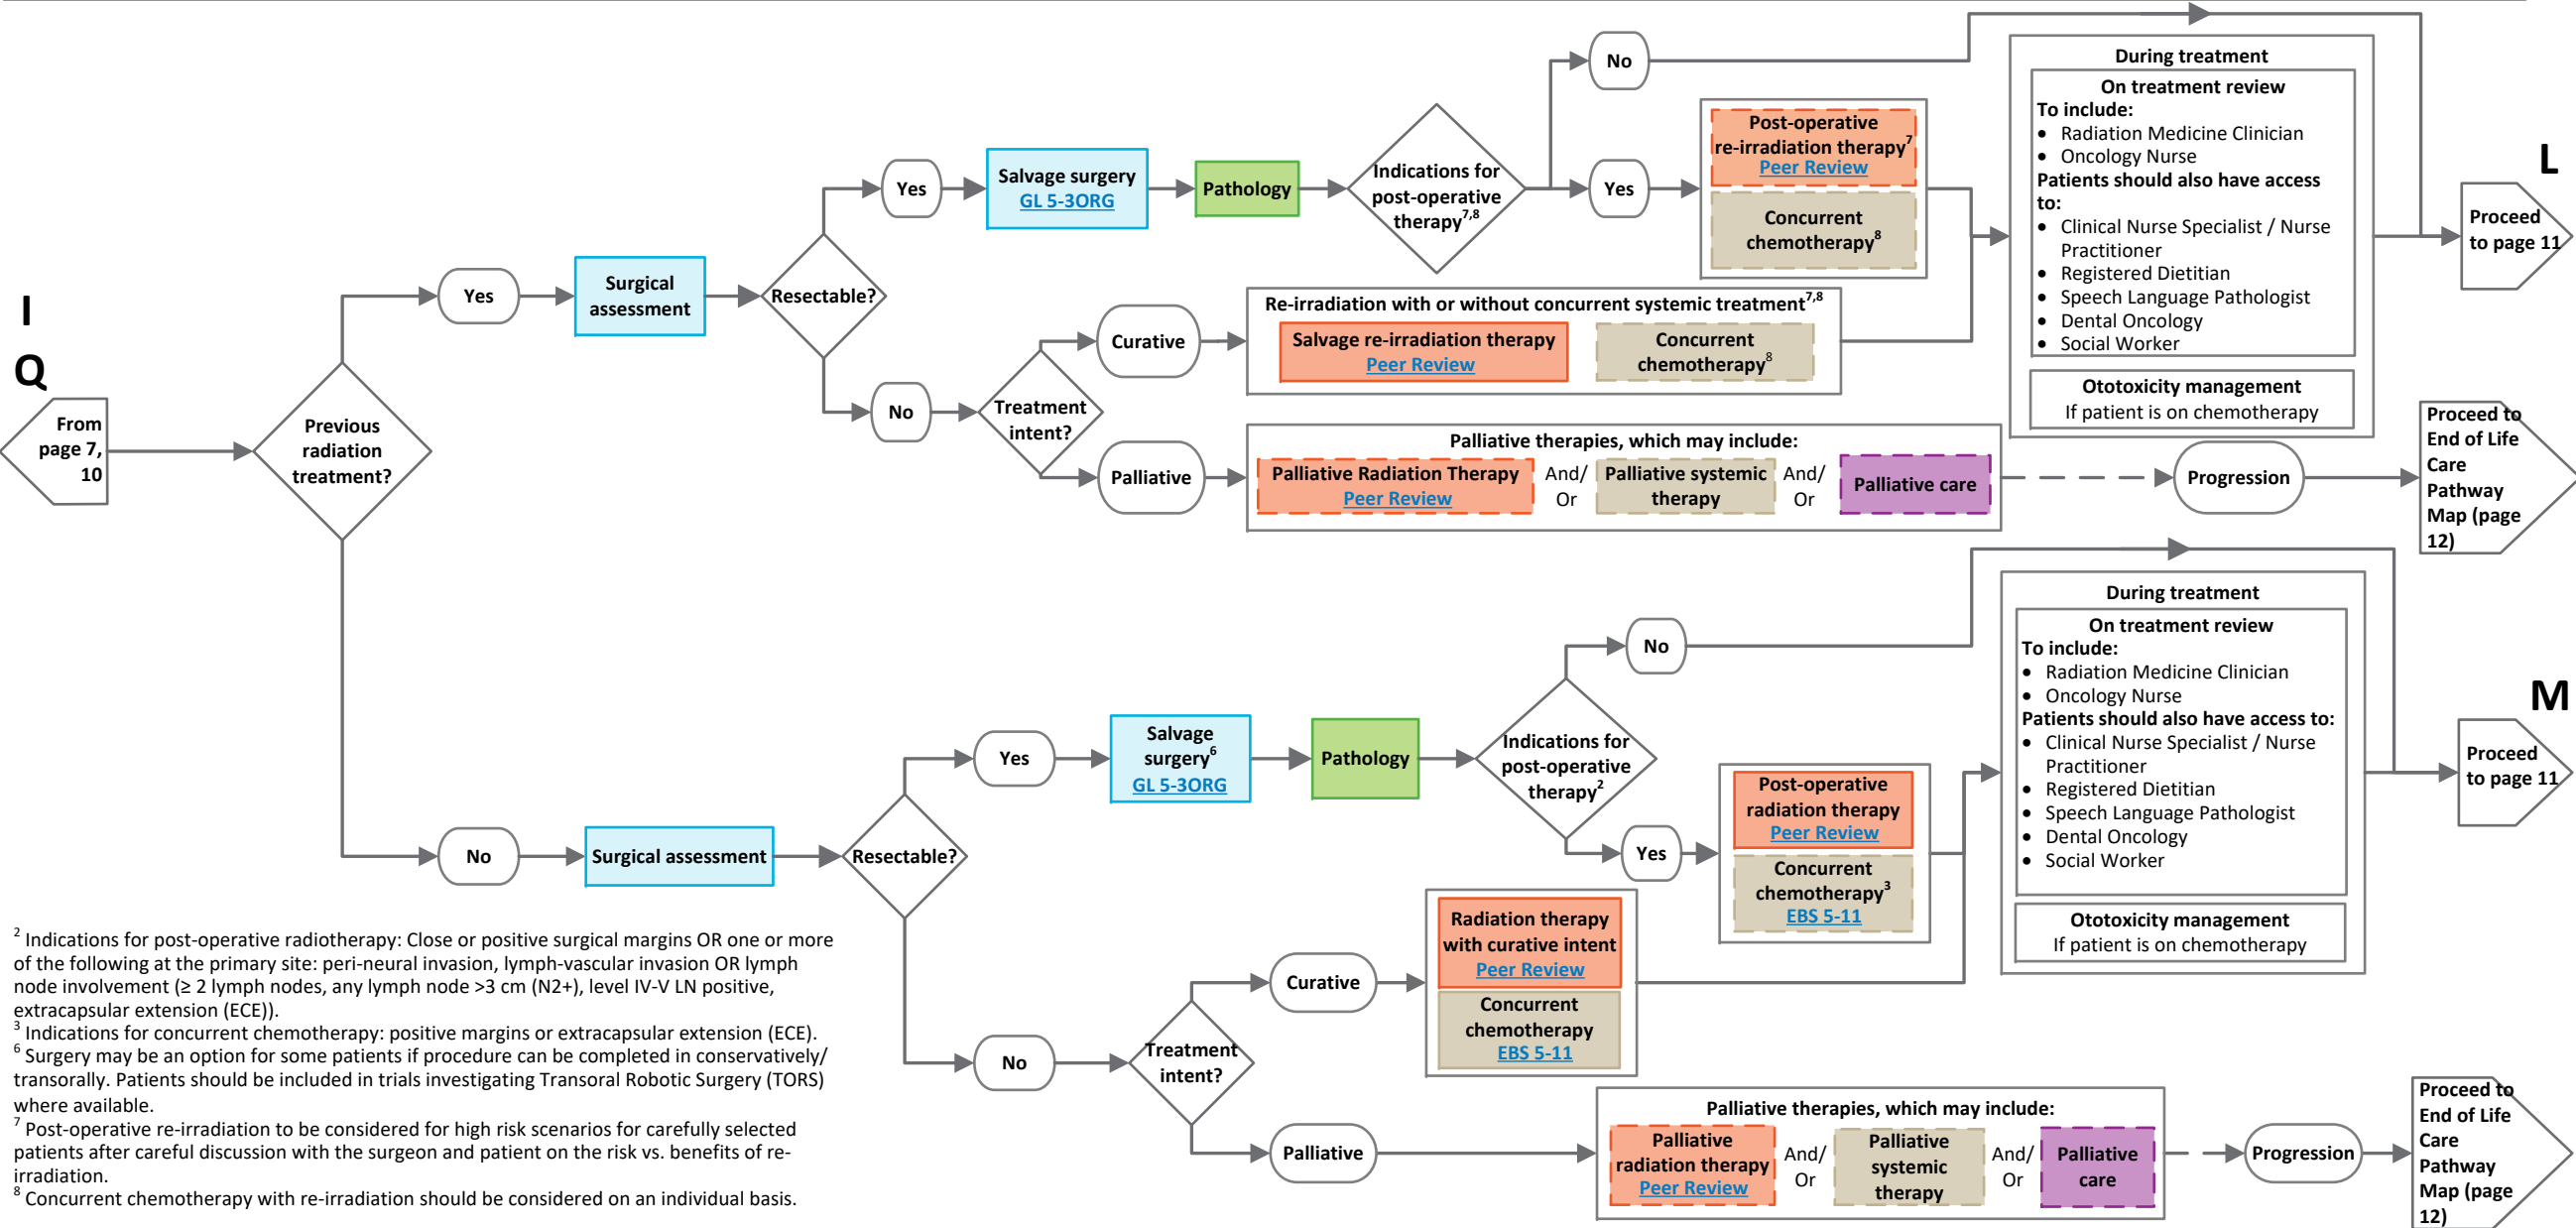 I
Q
From
page 7,
10
Previous
radiation
treatment?
Yes
Surgical
assessment
Resectable?
Yes
Salvage surgery
GL 5-3ORG
Pathology
Indications for
post-operative
therapy7,8
No
Yes
Post-operative
re-irradiation therapy7
Peer Review
Concurrent
chemotherapy8
No
Treatment
intent?
Curative
Re-irradiation with or without concurrent systemic treatment7,8
Salvage re-irradiation therapy
Peer Review
Concurrent
chemotherapy8
Palliative
Palliative therapies, which may include:
Palliative Radiation Therapy
Peer Review
And/
Or
Palliative systemic
therapy
And/
Or
Palliative care
Progression
Proceed to
End of Life
Care
Pathway
Map (page
12)
During treatment
On treatment review
To include:
• Radiation Medicine Clinician
• Oncology Nurse
Patients should also have access
to:
• Clinical Nurse Specialist / Nurse
Practitioner
• Registered Dietitian
• Speech Language Pathologist
• Dental Oncology
• Social Worker
Ototoxicity management
If patient is on chemotherapy
L
Proceed
to page 11
No
Surgical assessment
Resectable?
Yes
Salvage
surgery6
GL 5-3ORG
Pathology
Indications for
post-operative
therapy2
No
Yes
Post-operative
radiation therapy
Peer Review
Concurrent
chemotherapy3
EBS 5-11
No
Treatment
intent?
Curative
Radiation therapy
with curative intent
Peer Review
Concurrent
chemotherapy
EBS 5-11
Palliative
Palliative therapies, which may include:
Palliative
radiation therapy
Peer Review
And/
Or
Palliative
systemic
therapy
And/
Or
Palliative
care
Progression
Proceed to
End of Life
Care
Pathway
Map (page
12)
During treatment
On treatment review
To include:
• Radiation Medicine Clinician
• Oncology Nurse
Patients should also have access to:
• Clinical Nurse Specialist / Nurse
Practitioner
• Registered Dietitian
• Speech Language Pathologist
• Dental Oncology
• Social Worker
Ototoxicity management
If patient is on chemotherapy
M
Proceed
to page 11
2 Indications for post-operative radiotherapy: Close or positive surgical margins OR one or more
of the following at the primary site: peri-neural invasion, lymph-vascular invasion OR lymph
node involvement (≥ 2 lymph nodes, any lymph node >3 cm (N2+), level IV-V LN positive,
extracapsular extension (ECE)).
3 Indications for concurrent chemotherapy: positive margins or extracapsular extension (ECE).
6 Surgery may be an option for some patients if procedure can be completed in conservatively/
transorally. Patients should be included in trials investigating Transoral Robotic Surgery (TORS)
where available.
7 Post-operative re-irradiation to be considered for high risk scenarios for carefully selected
patients after careful discussion with the surgeon and patient on the risk vs. benefits of re-
irradiation.
8 Concurrent chemotherapy with re-irradiation should be considered on an individual basis.